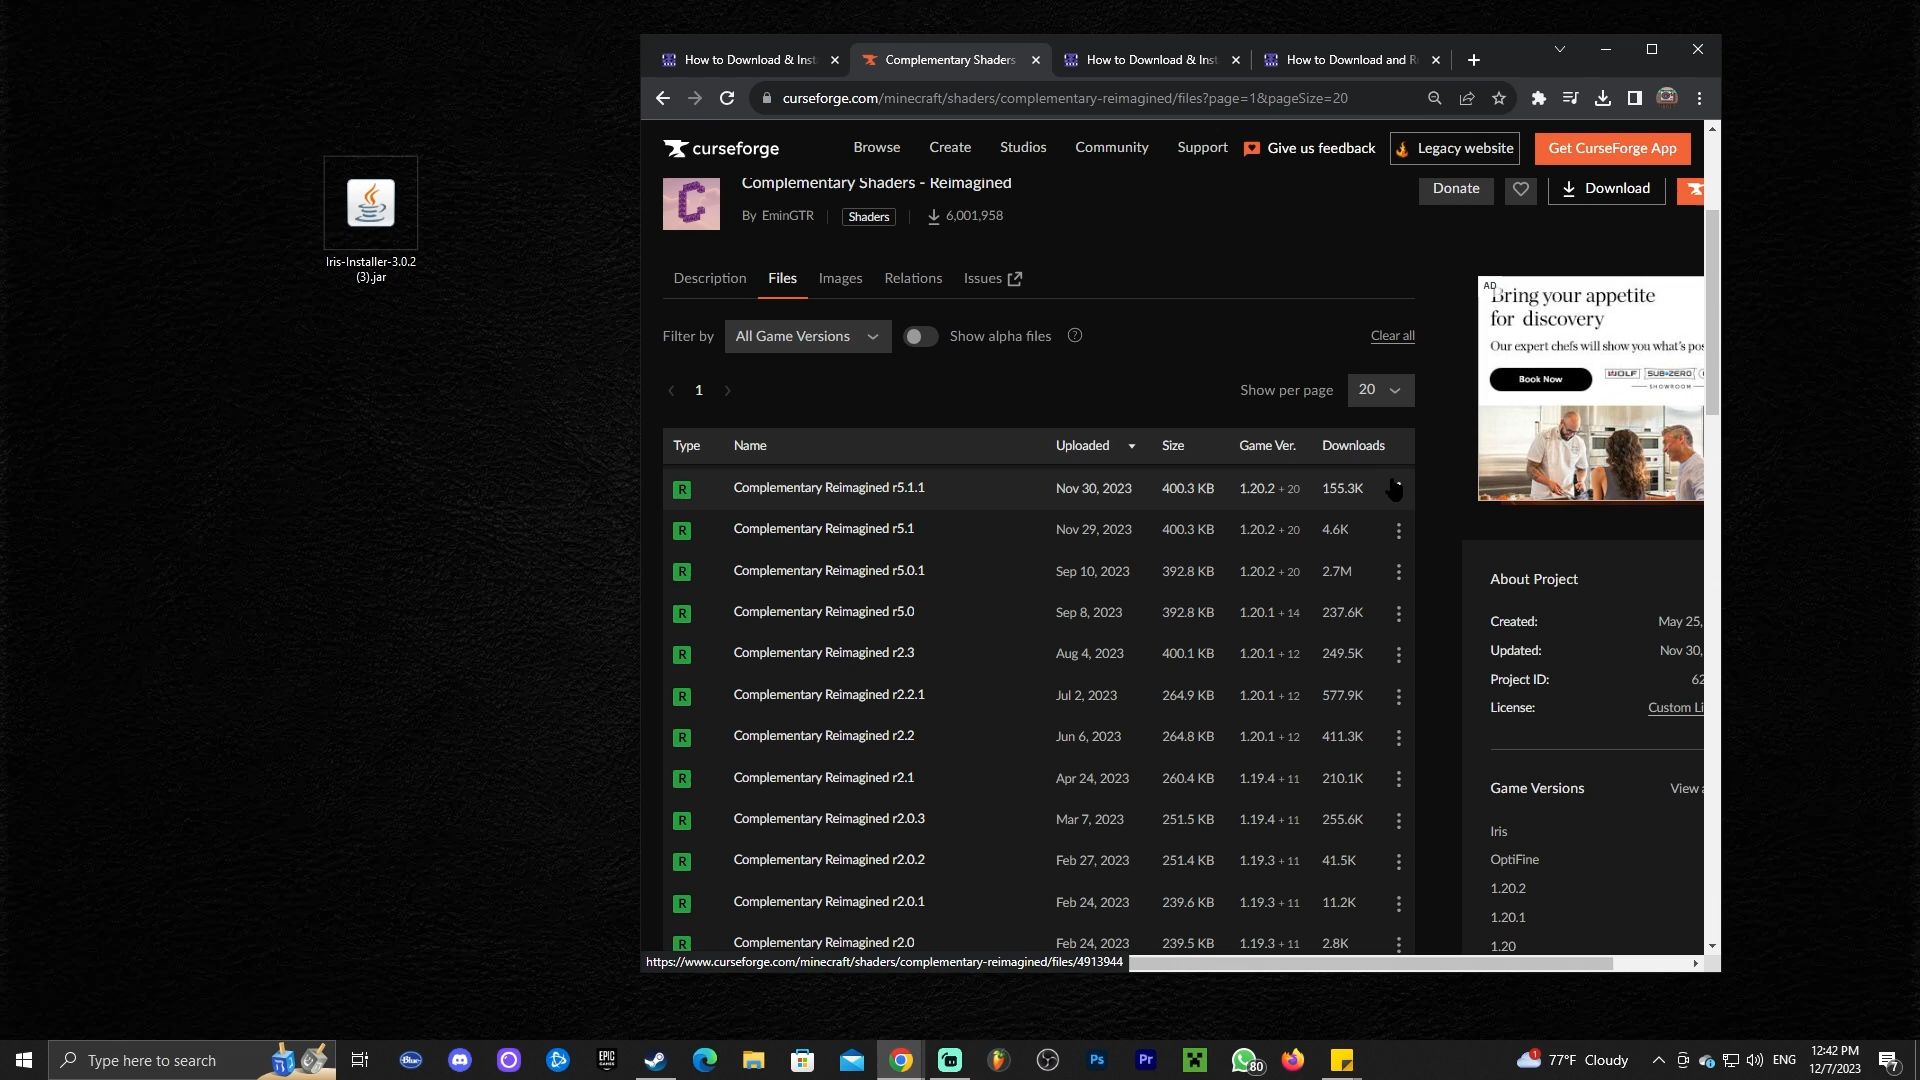 How to Download & Inst
Complementary Shaders
How to Download & Inst
How to Download and R
curseforge.com/minecraft/shaders/complementary-reimagined/files?page=1&pageSize=20
curseforge
Browse
Create
Studios
Community
Support
Give us feedback
Legacy website
Get CurseForge App
Complementary Shaders - Reimagined
Donate
Download
By EminGTR
Shaders
6,001,958
Iris-Installer-3.0.2
(3).jar
Description
Files
Images
Relations
Issues
Filter by
All Game Versions
Show alpha files
?
Clear all
1
Show per page
20
AD
Bring your appetite
for discovery
Our expert chefs will show you what's pos
Book Now
WOLF
SUB-ZERO
SHOWROOM
Type Name Uploaded Size Game Ver. Downloads
R Complementary Reimagined r5.1.1 Nov 30, 2023 400.3 KB 1.20.2 + 20 155.3K
R Complementary Reimagined r5.1 Nov 29, 2023 400.3 KB 1.20.2 + 20 4.6K
R Complementary Reimagined r5.0.1 Sep 10, 2023 392.8 KB 1.20.2 + 20 2.7M
R Complementary Reimagined r5.0 Sep 8, 2023 392.8 KB 1.20.1 + 14 237.6K
R Complementary Reimagined r2.3 Aug 4, 2023 400.1 KB 1.20.1 + 12 249.5K
R Complementary Reimagined r2.2.1 Jul 2, 2023 264.9 KB 1.20.1 + 12 577.9K
R Complementary Reimagined r2.2 Jun 6, 2023 264.8 KB 1.20.1 + 12 411.3K
R Complementary Reimagined r2.1 Apr 24, 2023 260.4 KB 1.19.4 + 11 210.1K
R Complementary Reimagined r2.0.3 Mar 7, 2023 251.5 KB 1.19.4 + 11 255.6K
R Complementary Reimagined r2.0.2 Feb 27, 2023 251.4 KB 1.19.3 + 11 41.5K
R Complementary Reimagined r2.0.1 Feb 24, 2023 239.6 KB 1.19.3 + 11 11.2K
R Complementary Reimagined r2.0 Feb 24, 2023 239.5 KB 1.19.3 + 11 2.8K
About Project
Created: May 25,
Updated: Nov 30,
Project ID: 62
License: Custom Li
Game Versions View a
Iris
OptiFine
1.20.2
1.20.1
1.20
https://www.curseforge.com/minecraft/shaders/complementary-reimagined/files/4913944
Type here to search
Blue
EPIC
GAMES
Ps
Pr
80
1
77°F Cloudy
ENG
12:42 PM
12/7/2023
7